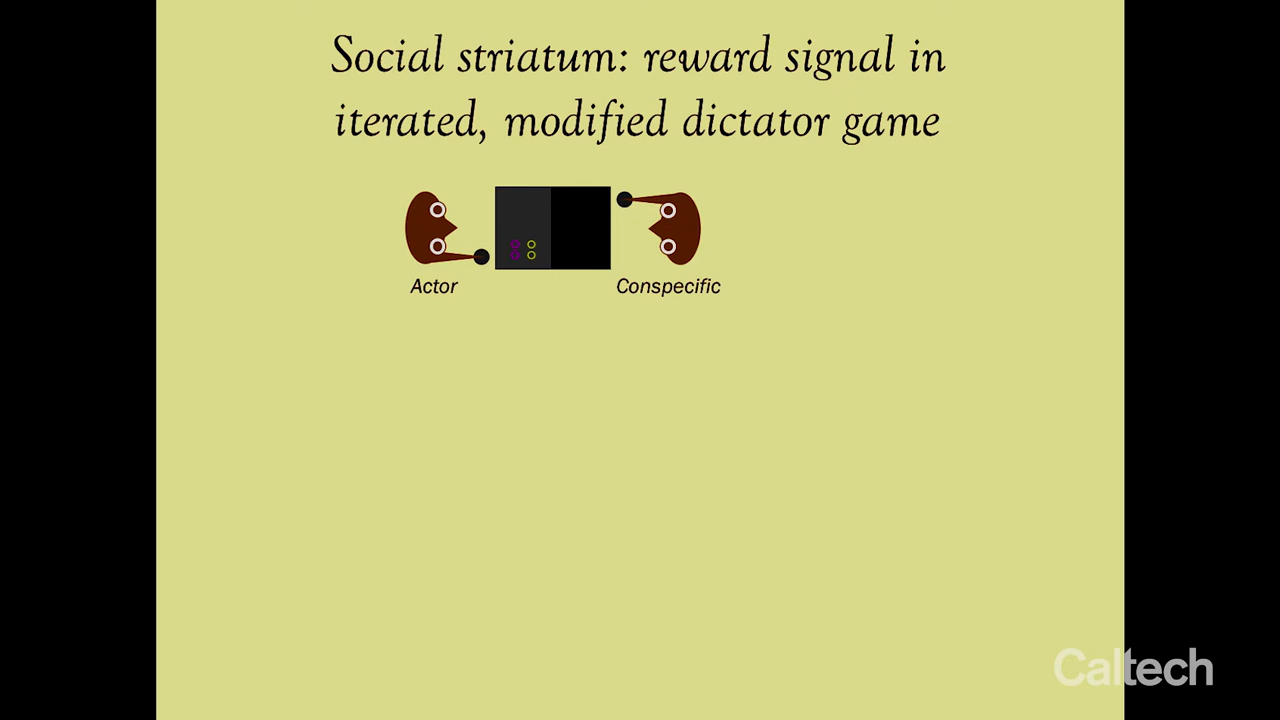 Social striatum: reward signal in
iterated, modified dictator game
Actor
Conspecific
Caltech